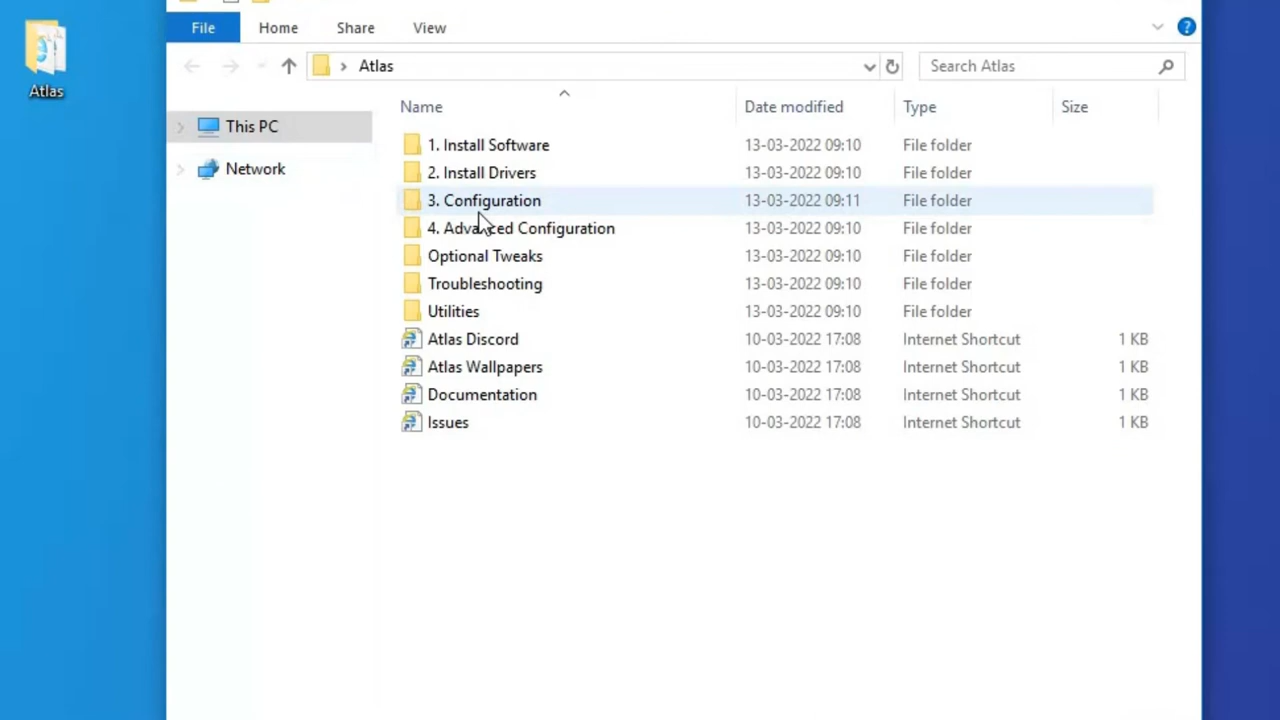 File Home Share View
Atlas Search Atlas
Atlas
Name Date modified Type Size
This PC
Network
1. Install Software 13-03-2022 09:10 File folder
2. Install Drivers 13-03-2022 09:10 File folder
3. Configuration 13-03-2022 09:11 File folder
4. Advanced Configuration 13-03-2022 09:10 File folder
Optional Tweaks 13-03-2022 09:10 File folder
Troubleshooting 13-03-2022 09:10 File folder
Utilities 13-03-2022 09:10 File folder
Atlas Discord 10-03-2022 17:08 Internet Shortcut 1 KB
Atlas Wallpapers 10-03-2022 17:08 Internet Shortcut 1 KB
Documentation 10-03-2022 17:08 Internet Shortcut 1 KB
Issues 10-03-2022 17:08 Internet Shortcut 1 KB